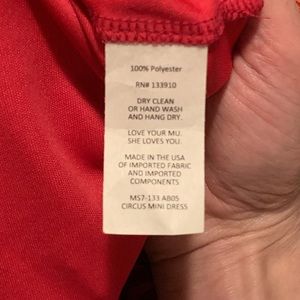 100% Polyester
RN# 133910
DRY CLEAN
OR HAND WASH
AND HANG DRY.
LOVE YOUR MU.
SHE LOVES YOU.
MADE IN THE USA
OF IMPORTED FABRIC
AND IMPORTED
COMPONENTS
MS7-133 AB05
CIRCUS MINI DRESS